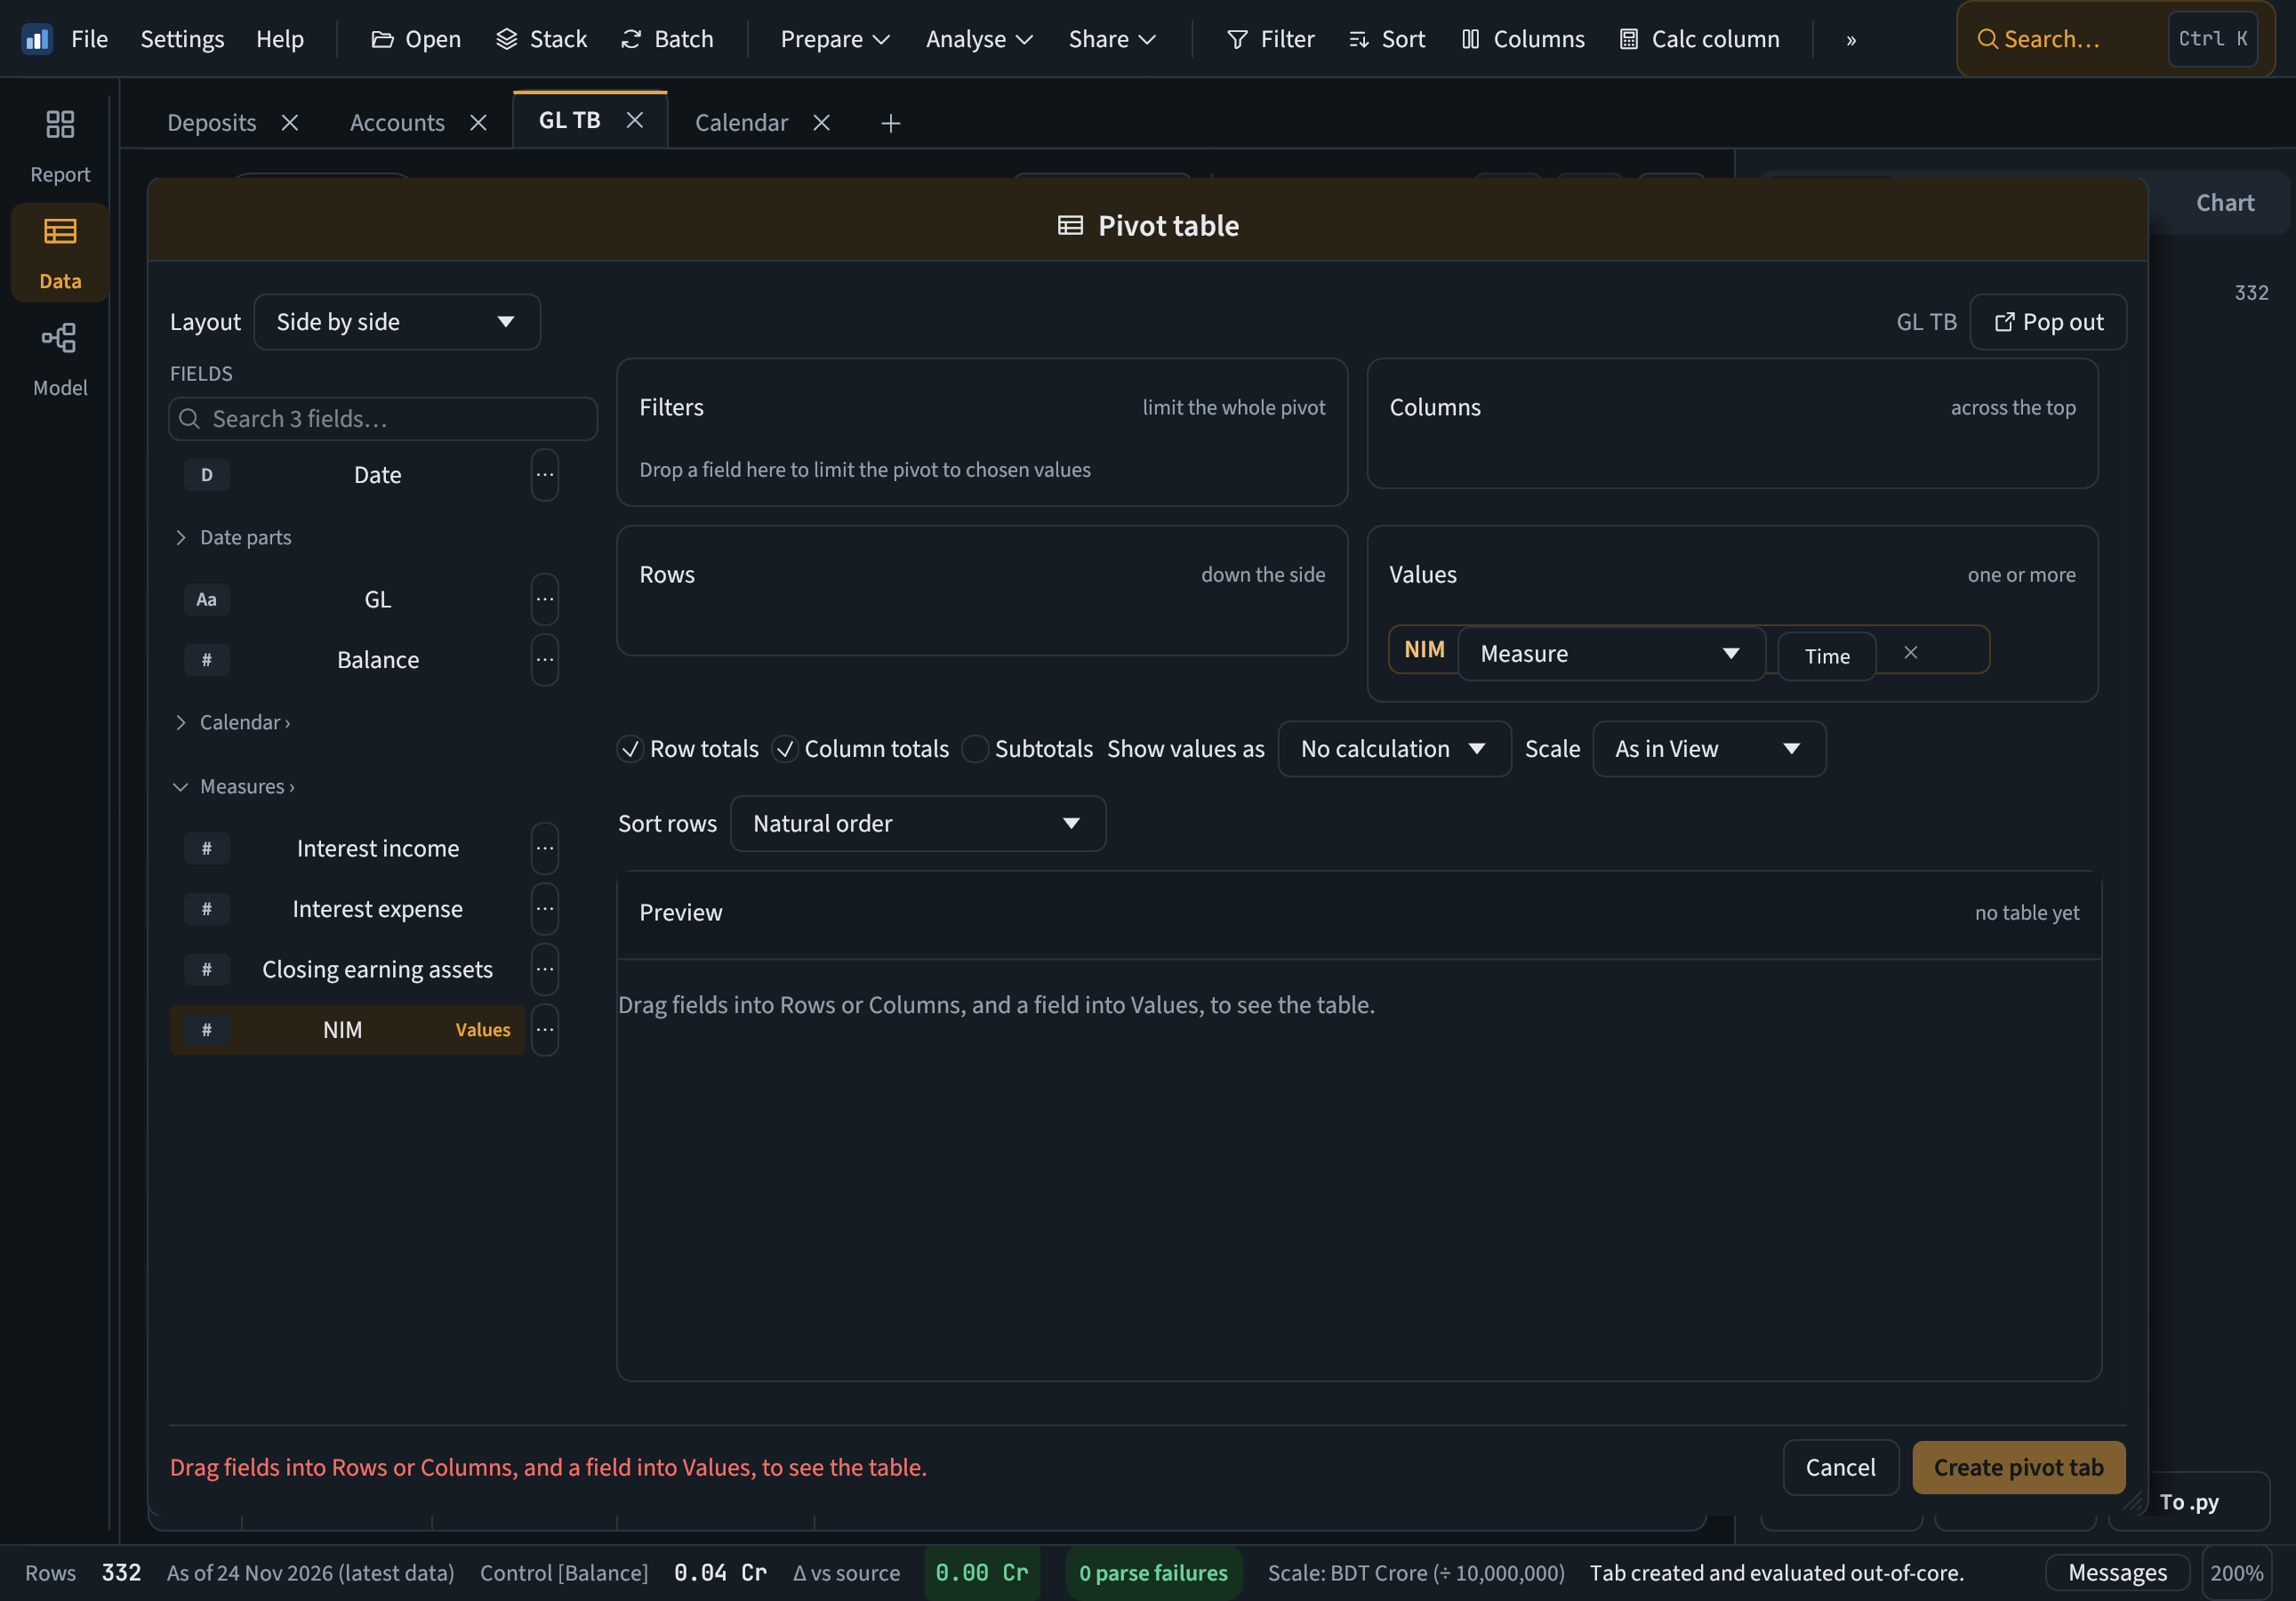 File Settings Help Open Stack Batch Prepare Analyse Share Filter Sort Columns Calc column » Search… Ctrl K
Report
Data
Model
Deposits Accounts GL TB Calendar
Chart
332
Pivot table
Layout Side by side GL TB Pop out
FIELDS
Search 3 fields…
D Date ...
Date parts
Aa GL ...
# Balance ...
Calendar ›
Measures ›
# Interest income ...
# Interest expense ...
# Closing earning assets ...
# NIM Values ...
Filters limit the whole pivot
Drop a field here to limit the pivot to chosen values
Columns across the top
Rows down the side
Values one or more
NIM Measure Time
Row totals Column totals Subtotals Show values as No calculation Scale As in View
Sort rows Natural order
Preview no table yet
Drag fields into Rows or Columns, and a field into Values, to see the table.
Drag fields into Rows or Columns, and a field into Values, to see the table.
Cancel Create pivot tab
To .py
Rows 332 As of 24 Nov 2026 (latest data) Control [Balance] 0.04 Cr Δ vs source 0.00 Cr 0 parse failures Scale: BDT Crore (÷ 10,000,000) Tab created and evaluated out-of-core. Messages 200%